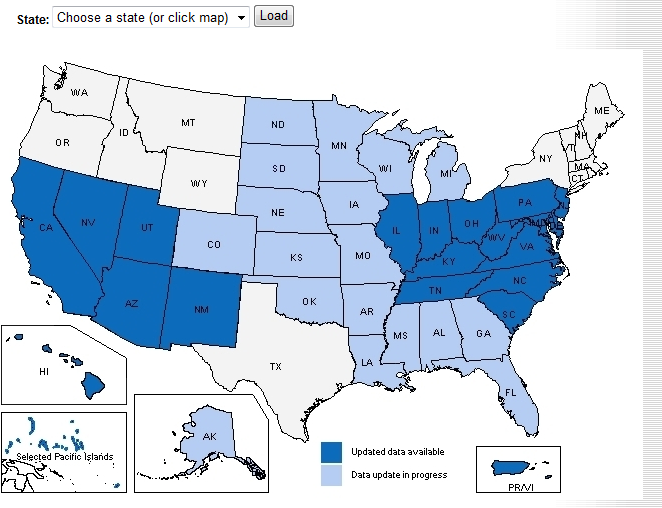 State: Choose a state (or click map) Load
WA
MT
ND
ME
OR
ID
MN
VT
NH
SD
WI
MI
NY
MA
WY
CT
IA
PA
NJ
NE
CA
NV
UT
CO
IL
IN
OH
MD
DE
WV
VA
KS
MO
KY
NC
AZ
NM
OK
AR
TN
SC
MS
AL
GA
TX
LA
HI
FL
AK
Updated data available
Selected Pacific Islands
Data update in progress
PR/VI